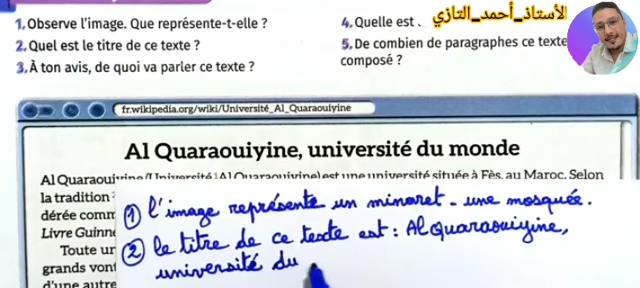 1. Observe l'image. Que représente-t-elle ?
2. Quel est le titre de ce texte ?
3. À ton avis, de quoi va parler ce texte ?
4. Quelle est
الأستاذ_أحمد_التازي
5. De combien de paragraphes ce texte
composé ?
fr.wikipedia.org/wiki/Université_Al_Quaraouiyine
Al Quaraouiyine, université du monde
Al Quaraouiyine (Université Al Quaraouiyine) est une université située à Fès, au Maroc. Selon
la tradition
dérée comm
Livre Guinne
Toute un
grands vont
d'une autre
① l'image représente un minaret - une mosquée.
② le titre de ce texte est : Al Quaraouiyine,
université du